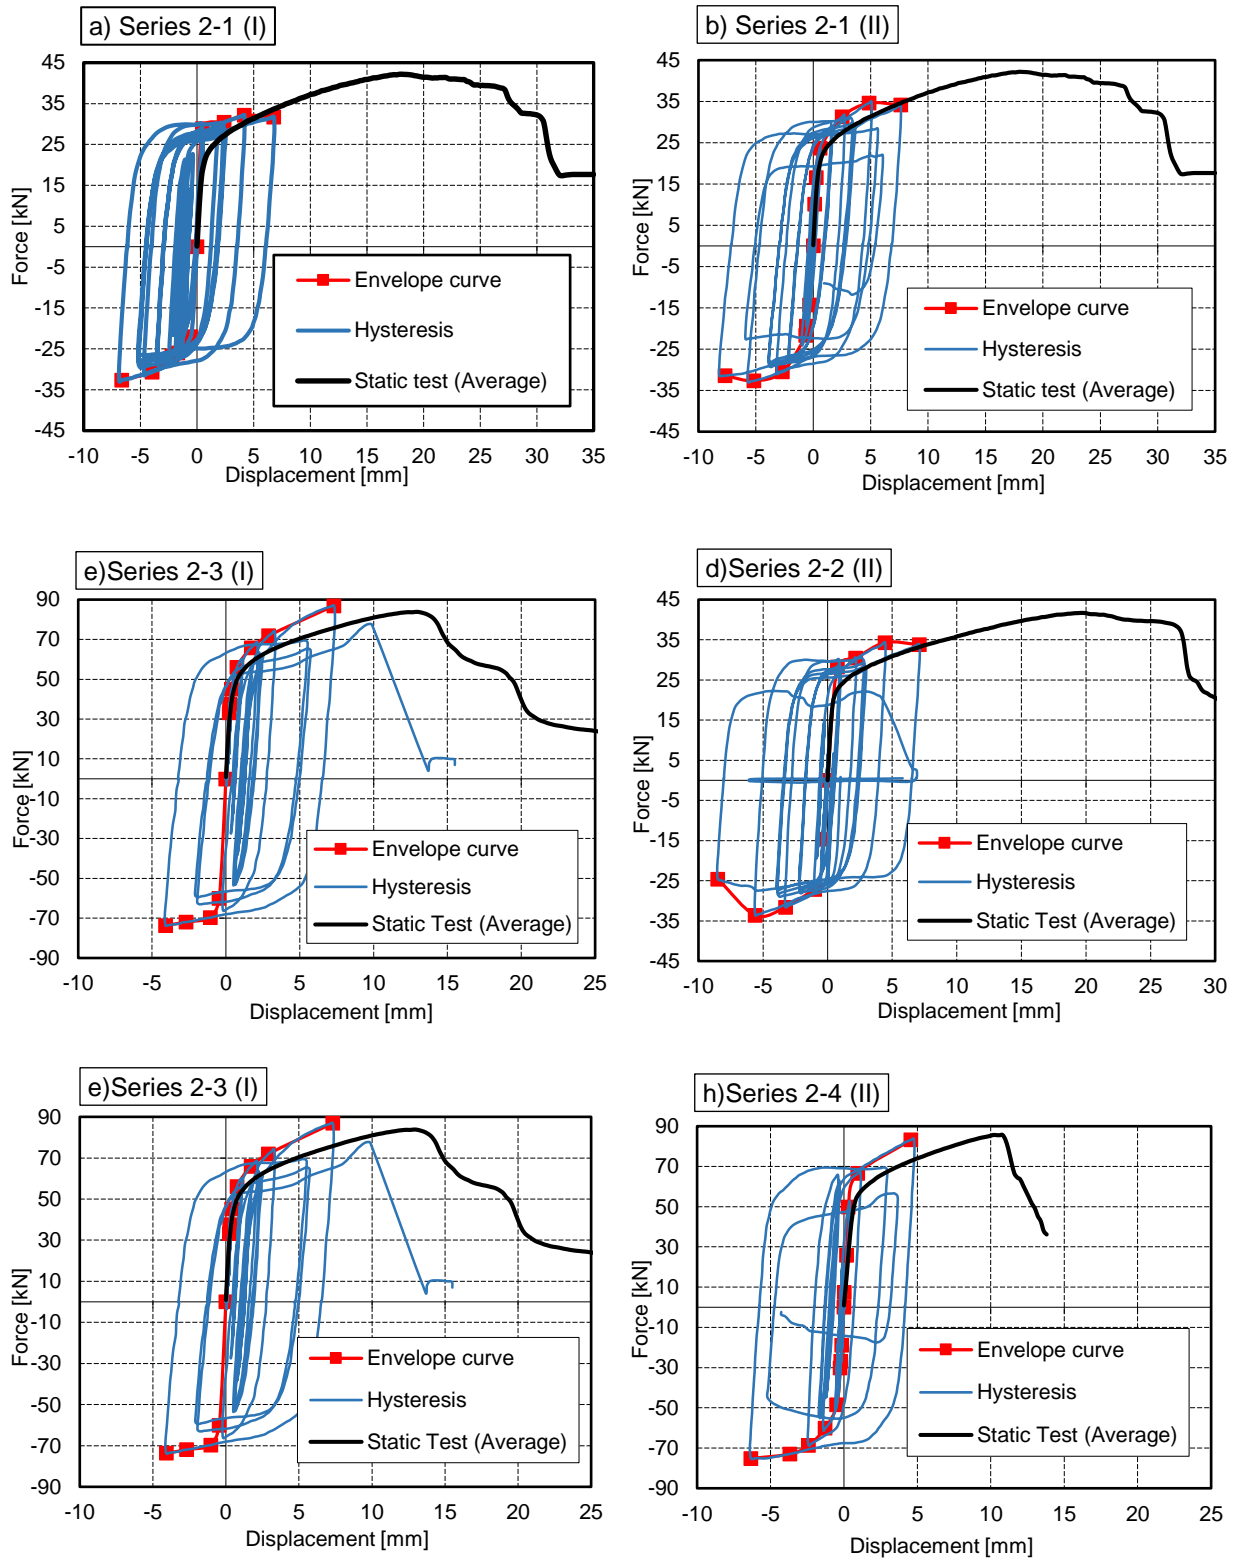 a) Series 2-1 (I)
45
35
25
15
5
-5
-15
-25
-35
-45
Force [kN]
Envelope curve
Hysteresis
Static test (Average)
-10 -5 0 5 10 15 20 25 30 35
Displacement [mm]
b) Series 2-1 (II)
45
35
25
15
5
-5
-15
-25
-35
-45
Force [kN]
Envelope curve
Hysteresis
Static test (Average)
-10 -5 0 5 10 15 20 25 30 35
Displacement [mm]
e)Series 2-3 (I)
90
70
50
30
10
-10
-30
-50
-70
-90
Force [kN]
Envelope curve
Hysteresis
Static Test (Average)
-10 -5 0 5 10 15 20 25
Displacement [mm]
d)Series 2-2 (II)
45
35
25
15
5
-5
-15
-25
-35
-45
Force [kN]
Envelope curve
Hysteresis
Static Test (Average)
-10 -5 0 5 10 15 20 25 30
Displacement [mm]
e)Series 2-3 (I)
90
70
50
30
10
-10
-30
-50
-70
-90
Force [kN]
Envelope curve
Hysteresis
Static Test (Average)
-10 -5 0 5 10 15 20 25
Displacement [mm]
h)Series 2-4 (II)
90
70
50
30
10
-10
-30
-50
-70
-90
Force [kN]
Envelope curve
Hysteresis
Static Test (Average)
-10 -5 0 5 10 15 20 25
Displacement [mm]